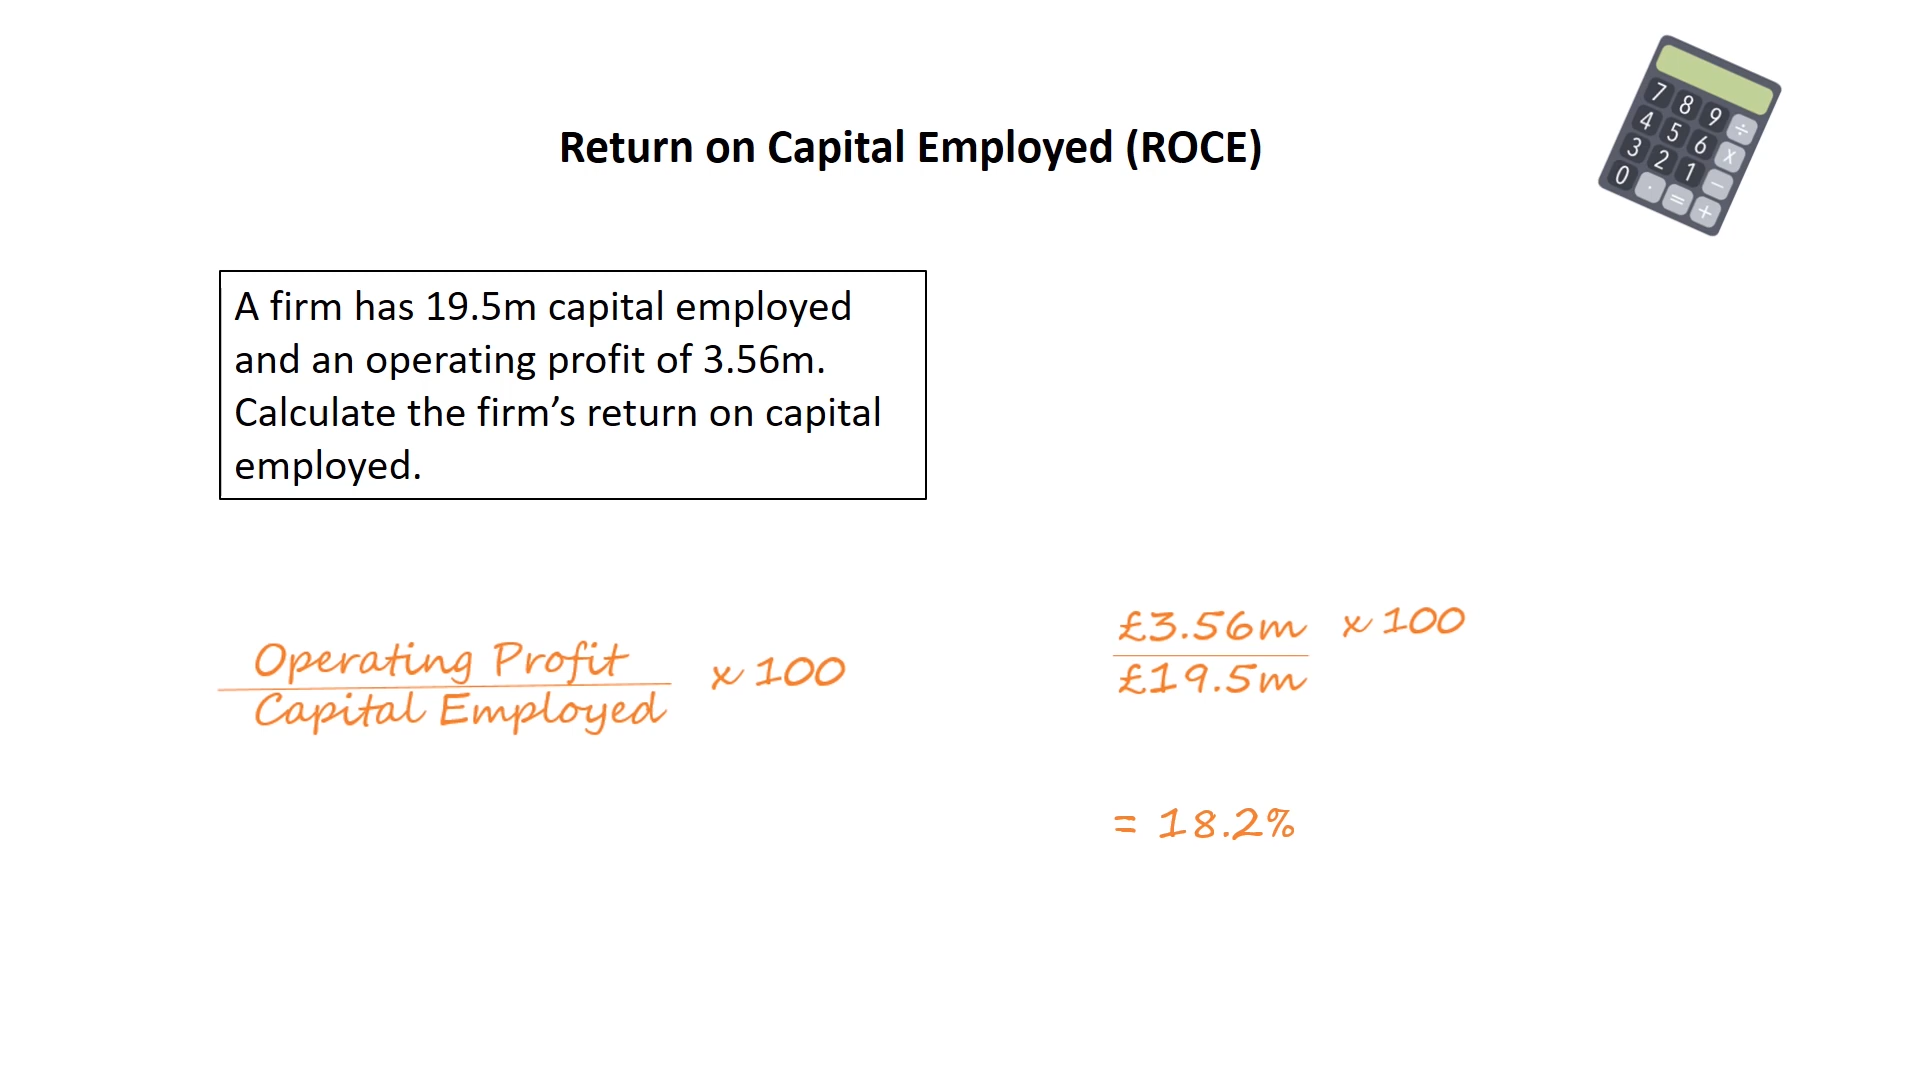 Return on Capital Employed (ROCE)
7 8 9 ÷
4 5 6 x
3 2 1 −
0 . = +
A firm has 19.5m capital employed
and an operating profit of 3.56m.
Calculate the firm’s return on capital
employed.
Operating Profit
Capital Employed
x 100
£3.56m
£19.5m
x 100
= 18.2%